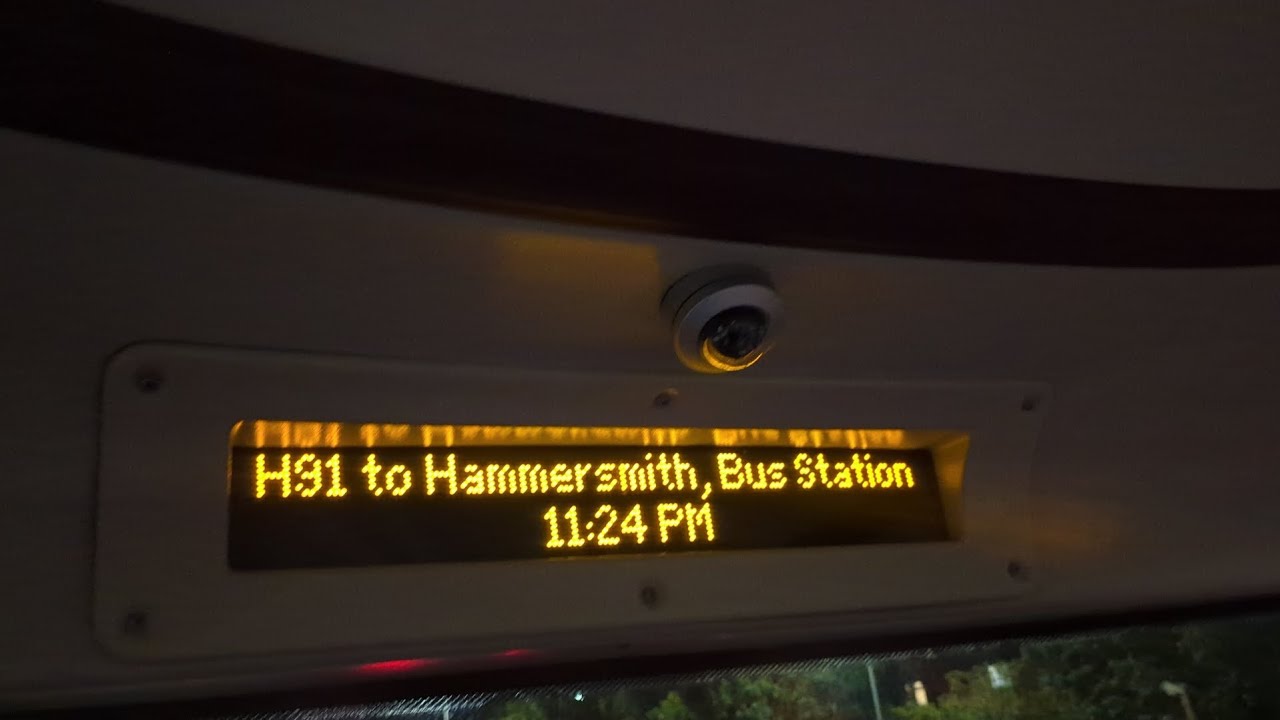 H91 to Hammersmith, Bus Station
11:24 PM